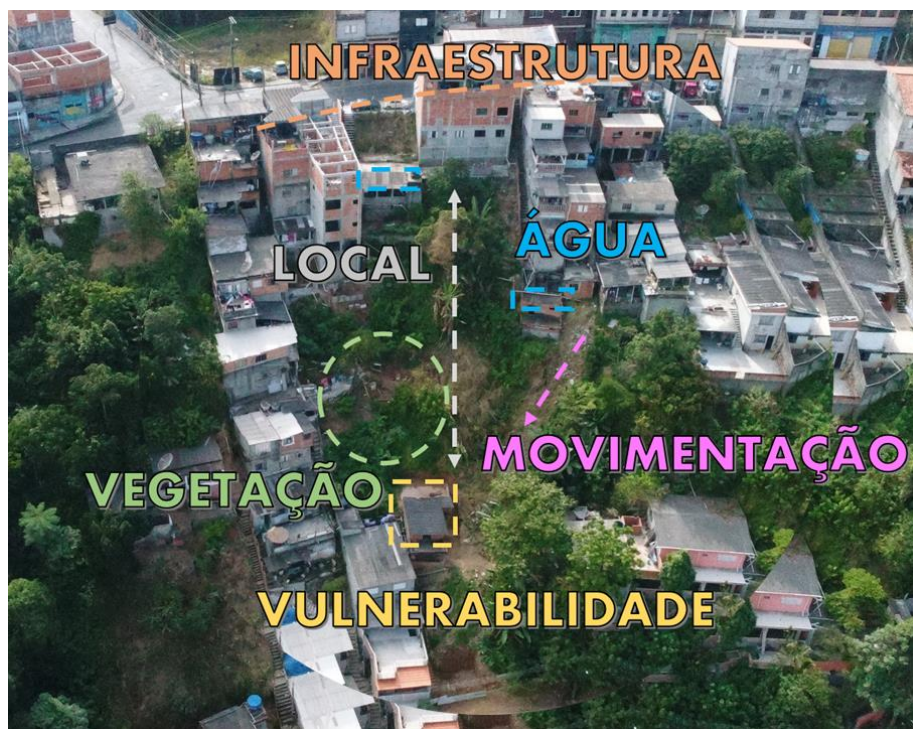 INFRAESTRUTURA
ÁGUA
LOCAL
MOVIMENTAÇÃO
VEGETAÇÃO
VULNERABILIDADE